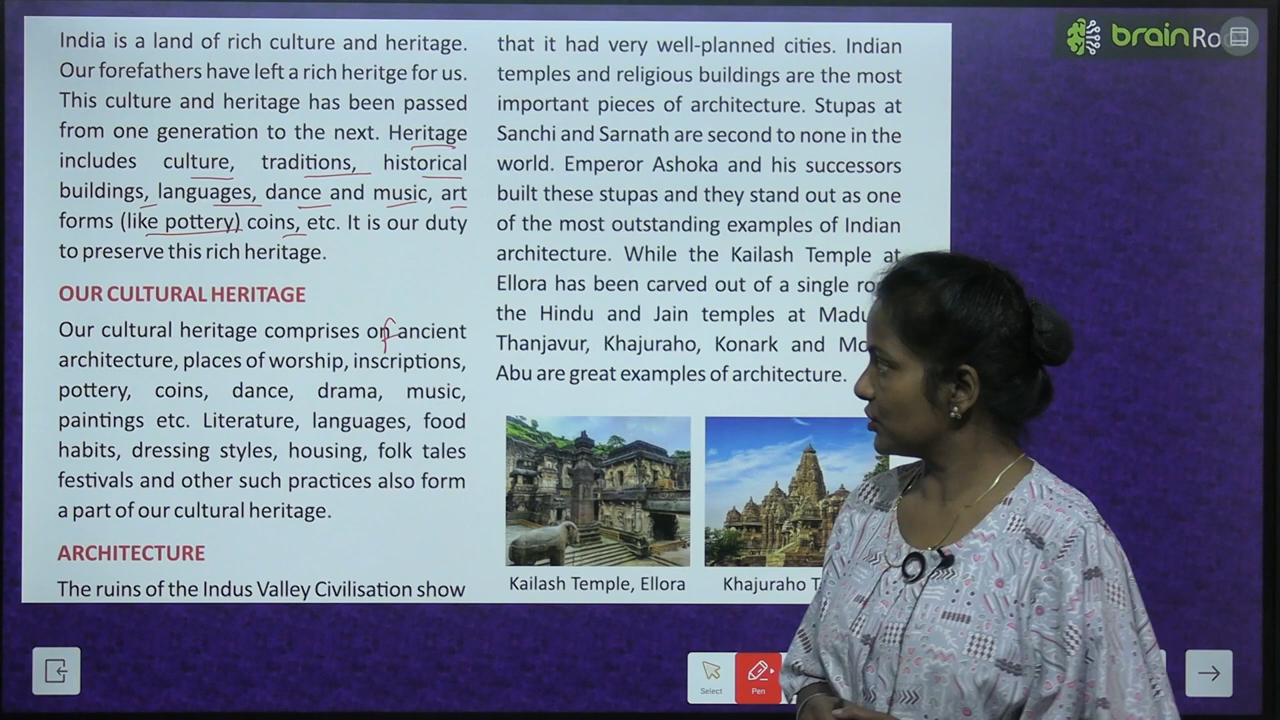 India is a land of rich culture and heritage.
Our forefathers have left a rich heritge for us.
This culture and heritage has been passed
from one generation to the next. Heritage
includes culture, traditions, historical
buildings, languages, dance and music, art
forms (like pottery) coins, etc. It is our duty
to preserve this rich heritage.
OUR CULTURAL HERITAGE
Our cultural heritage comprises of ancient
architecture, places of worship, inscriptions,
pottery, coins, dance, drama, music,
paintings etc. Literature, languages, food
habits, dressing styles, housing, folk tales
festivals and other such practices also form
a part of our cultural heritage.
ARCHITECTURE
The ruins of the Indus Valley Civilisation show
that it had very well-planned cities. Indian
temples and religious buildings are the most
important pieces of architecture. Stupas at
Sanchi and Sarnath are second to none in the
world. Emperor Ashoka and his successors
built these stupas and they stand out as one
of the most outstanding examples of Indian
architecture. While the Kailash Temple at
Ellora has been carved out of a single
the Hindu and Jain temples at
Thanjavur, Khajuraho, Konark and
Abu are great examples of architecture.
Kailash Temple, Ellora
Khajuraho
brain
Select
Pen